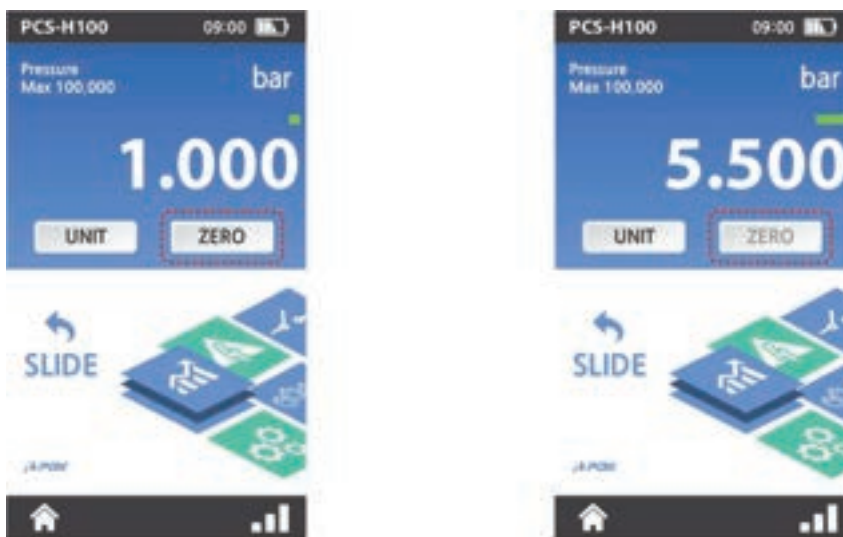 PCS-H100 09:00
Pressure
Max 100,000
bar
1.000
UNIT ZERO
SLIDE
PCS-H100 09:00
Pressure
Max 100,000
bar
5.500
UNIT ZERO
SLIDE